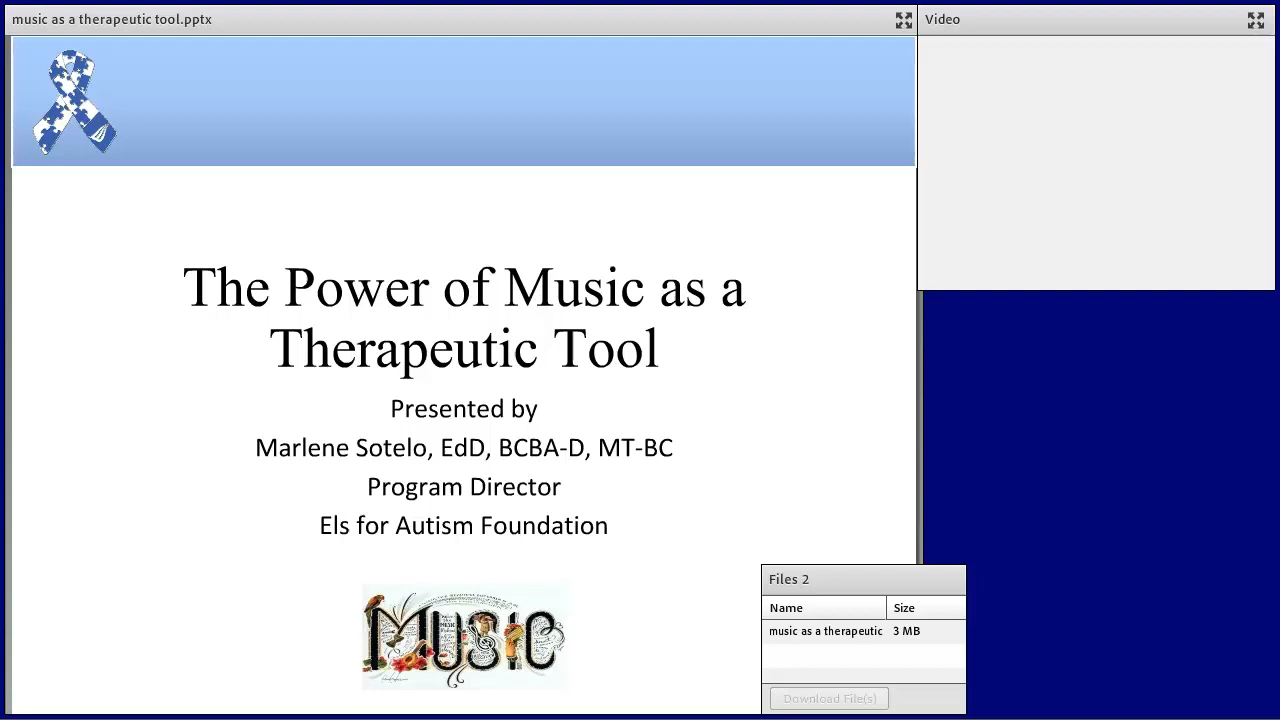 music as a therapeutic tool.pptx
Video
The Power of Music as a
Therapeutic Tool
Presented by
Marlene Sotelo, EdD, BCBA-D, MT-BC
Program Director
Els for Autism Foundation
MUSIC
Files 2
Name Size
music as a therapeutic 3 MB
Download File(s)